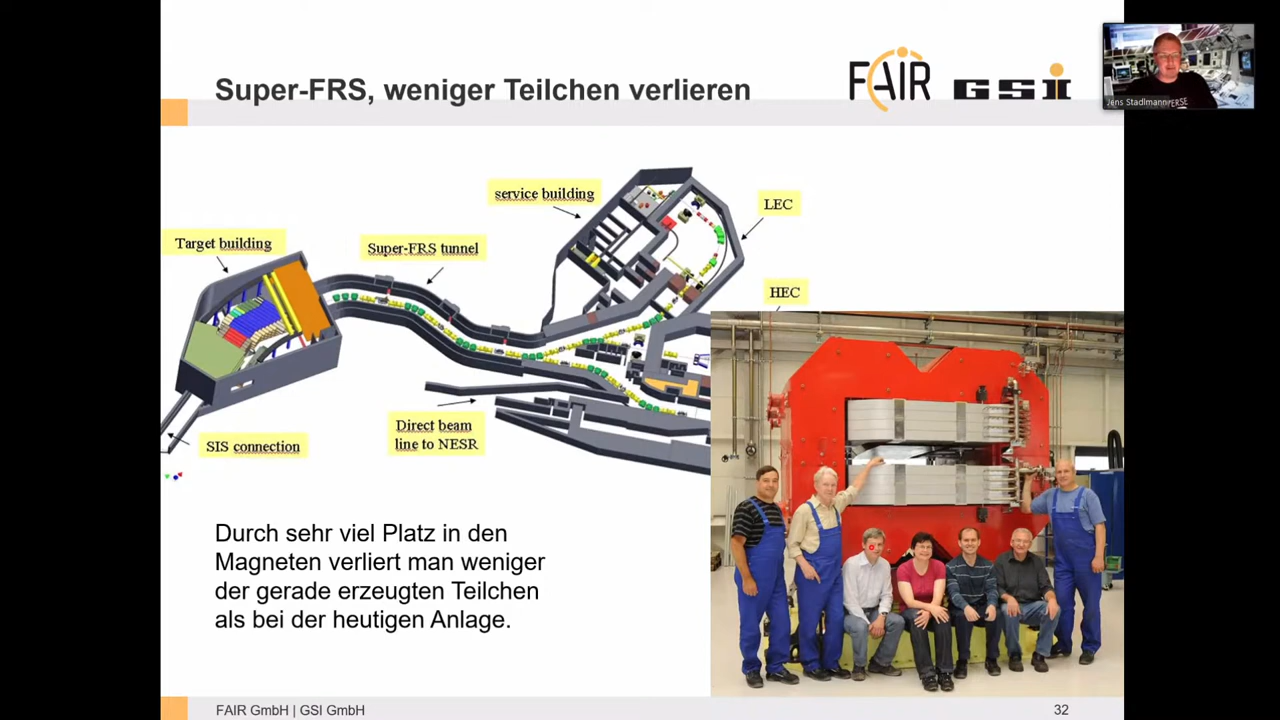 Super-FRS, weniger Teilchen verlieren
FAIR GSI
Jens Stadlmann
service building
LEC
Target building
Super-FRS tunnel
HEC
Direct beam
line to NESR
SIS connection
Durch sehr viel Platz in den
Magneten verliert man weniger
der gerade erzeugten Teilchen
als bei der heutigen Anlage.
FAIR GmbH | GSI GmbH
32